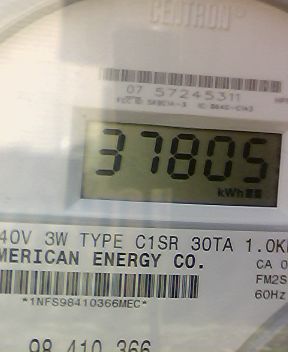 CENTRON®
07 57245311
37805
kWh
40V 3W TYPE C1SR 30TA 1.0K
MERICAN ENERGY CO.
CA 0
FM2S
60Hz
*1NFS98410366MEC*
98 410 366